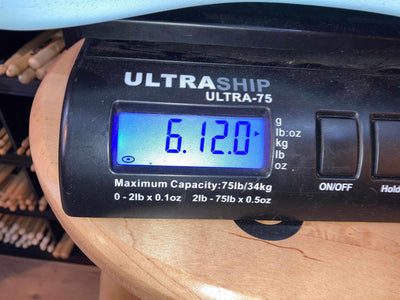 ULTRASHIP
ULTRA-75
6.12.0
g
lb:oz
kg
lb
oz
ON/OFF
Hold
Maximum Capacity:75lb/34kg
0 - 2lb x 0.1oz 2lb - 75lb x 0.5oz